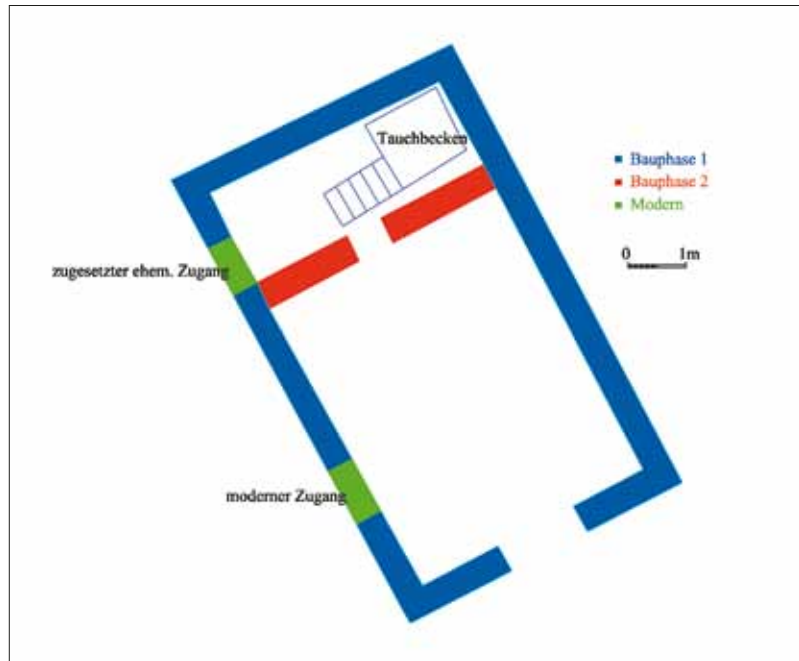 Tauchbecken
Bauphase 1
Bauphase 2
Modern
0 1m
zugesetzter ehem. Zugang
moderner Zugang